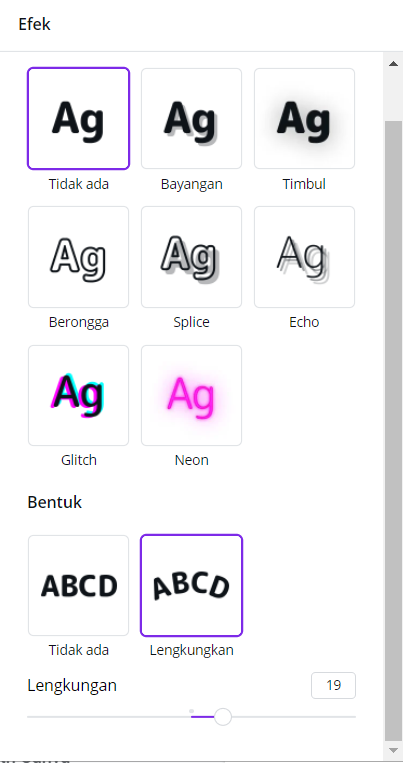 Efek
Ag Ag Ag
Tidak ada Bayangan Timbul
Ag Ag Ag
Berongga Splice Echo
Ag Ag
Glitch Neon
Bentuk
ABCD ABCD
Tidak ada Lengkungkan
Lengkungan 19